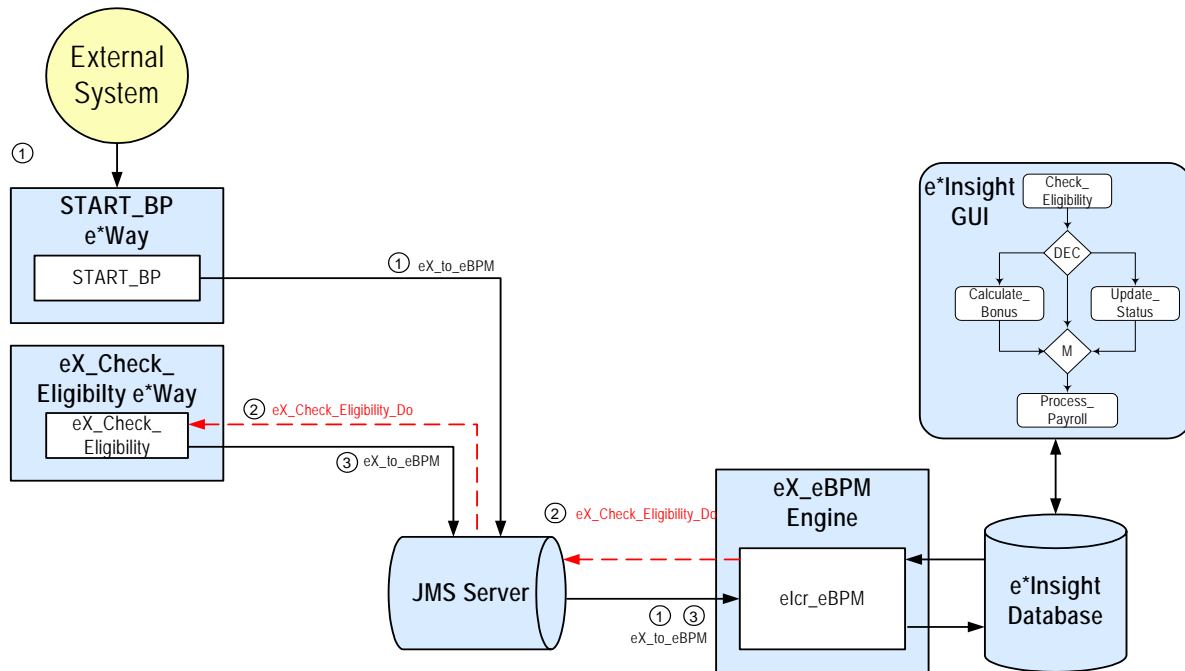 External
System
①
START_BP
e*Way
START_BP
① eX_to_eBPM
eX_Check_
Eligibilty e*Way
eX_Check_
Eligibility
② eX_Check_Eligibility_Do
③ eX_to_eBPM
JMS Server
② eX_Check_Eligibility_Do
① ③
eX_to_eBPM
eX_eBPM
Engine
eIcr_eBPM
e*Insight
GUI
Check_
Eligibility
DEC
Calculate_
Bonus
Update_
Status
M
Process_
Payroll
e*Insight
Database